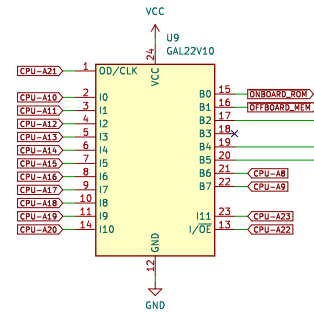 VCC
U9
GAL22V10
24
VCC
CPU-A21 1 OD/CLK
CPU-A10 2 I0
CPU-A11 3 I1
CPU-A12 4 I2
CPU-A13 5 I3
CPU-A14 6 I4
CPU-A15 7 I5
CPU-A16 8 I6
CPU-A17 9 I7
CPU-A18 10 I8
CPU-A19 11 I9
CPU-A20 14 I10
B0 15 ONBOARD_ROM
B1 16 OFFBOARD_MEM
B2 17
B3 18
B4 19
B5 20
B6 21 CPU-A8
B7 22 CPU-A9
I11 23 CPU-A23
I/OE 13 CPU-A22
GND
12
GND